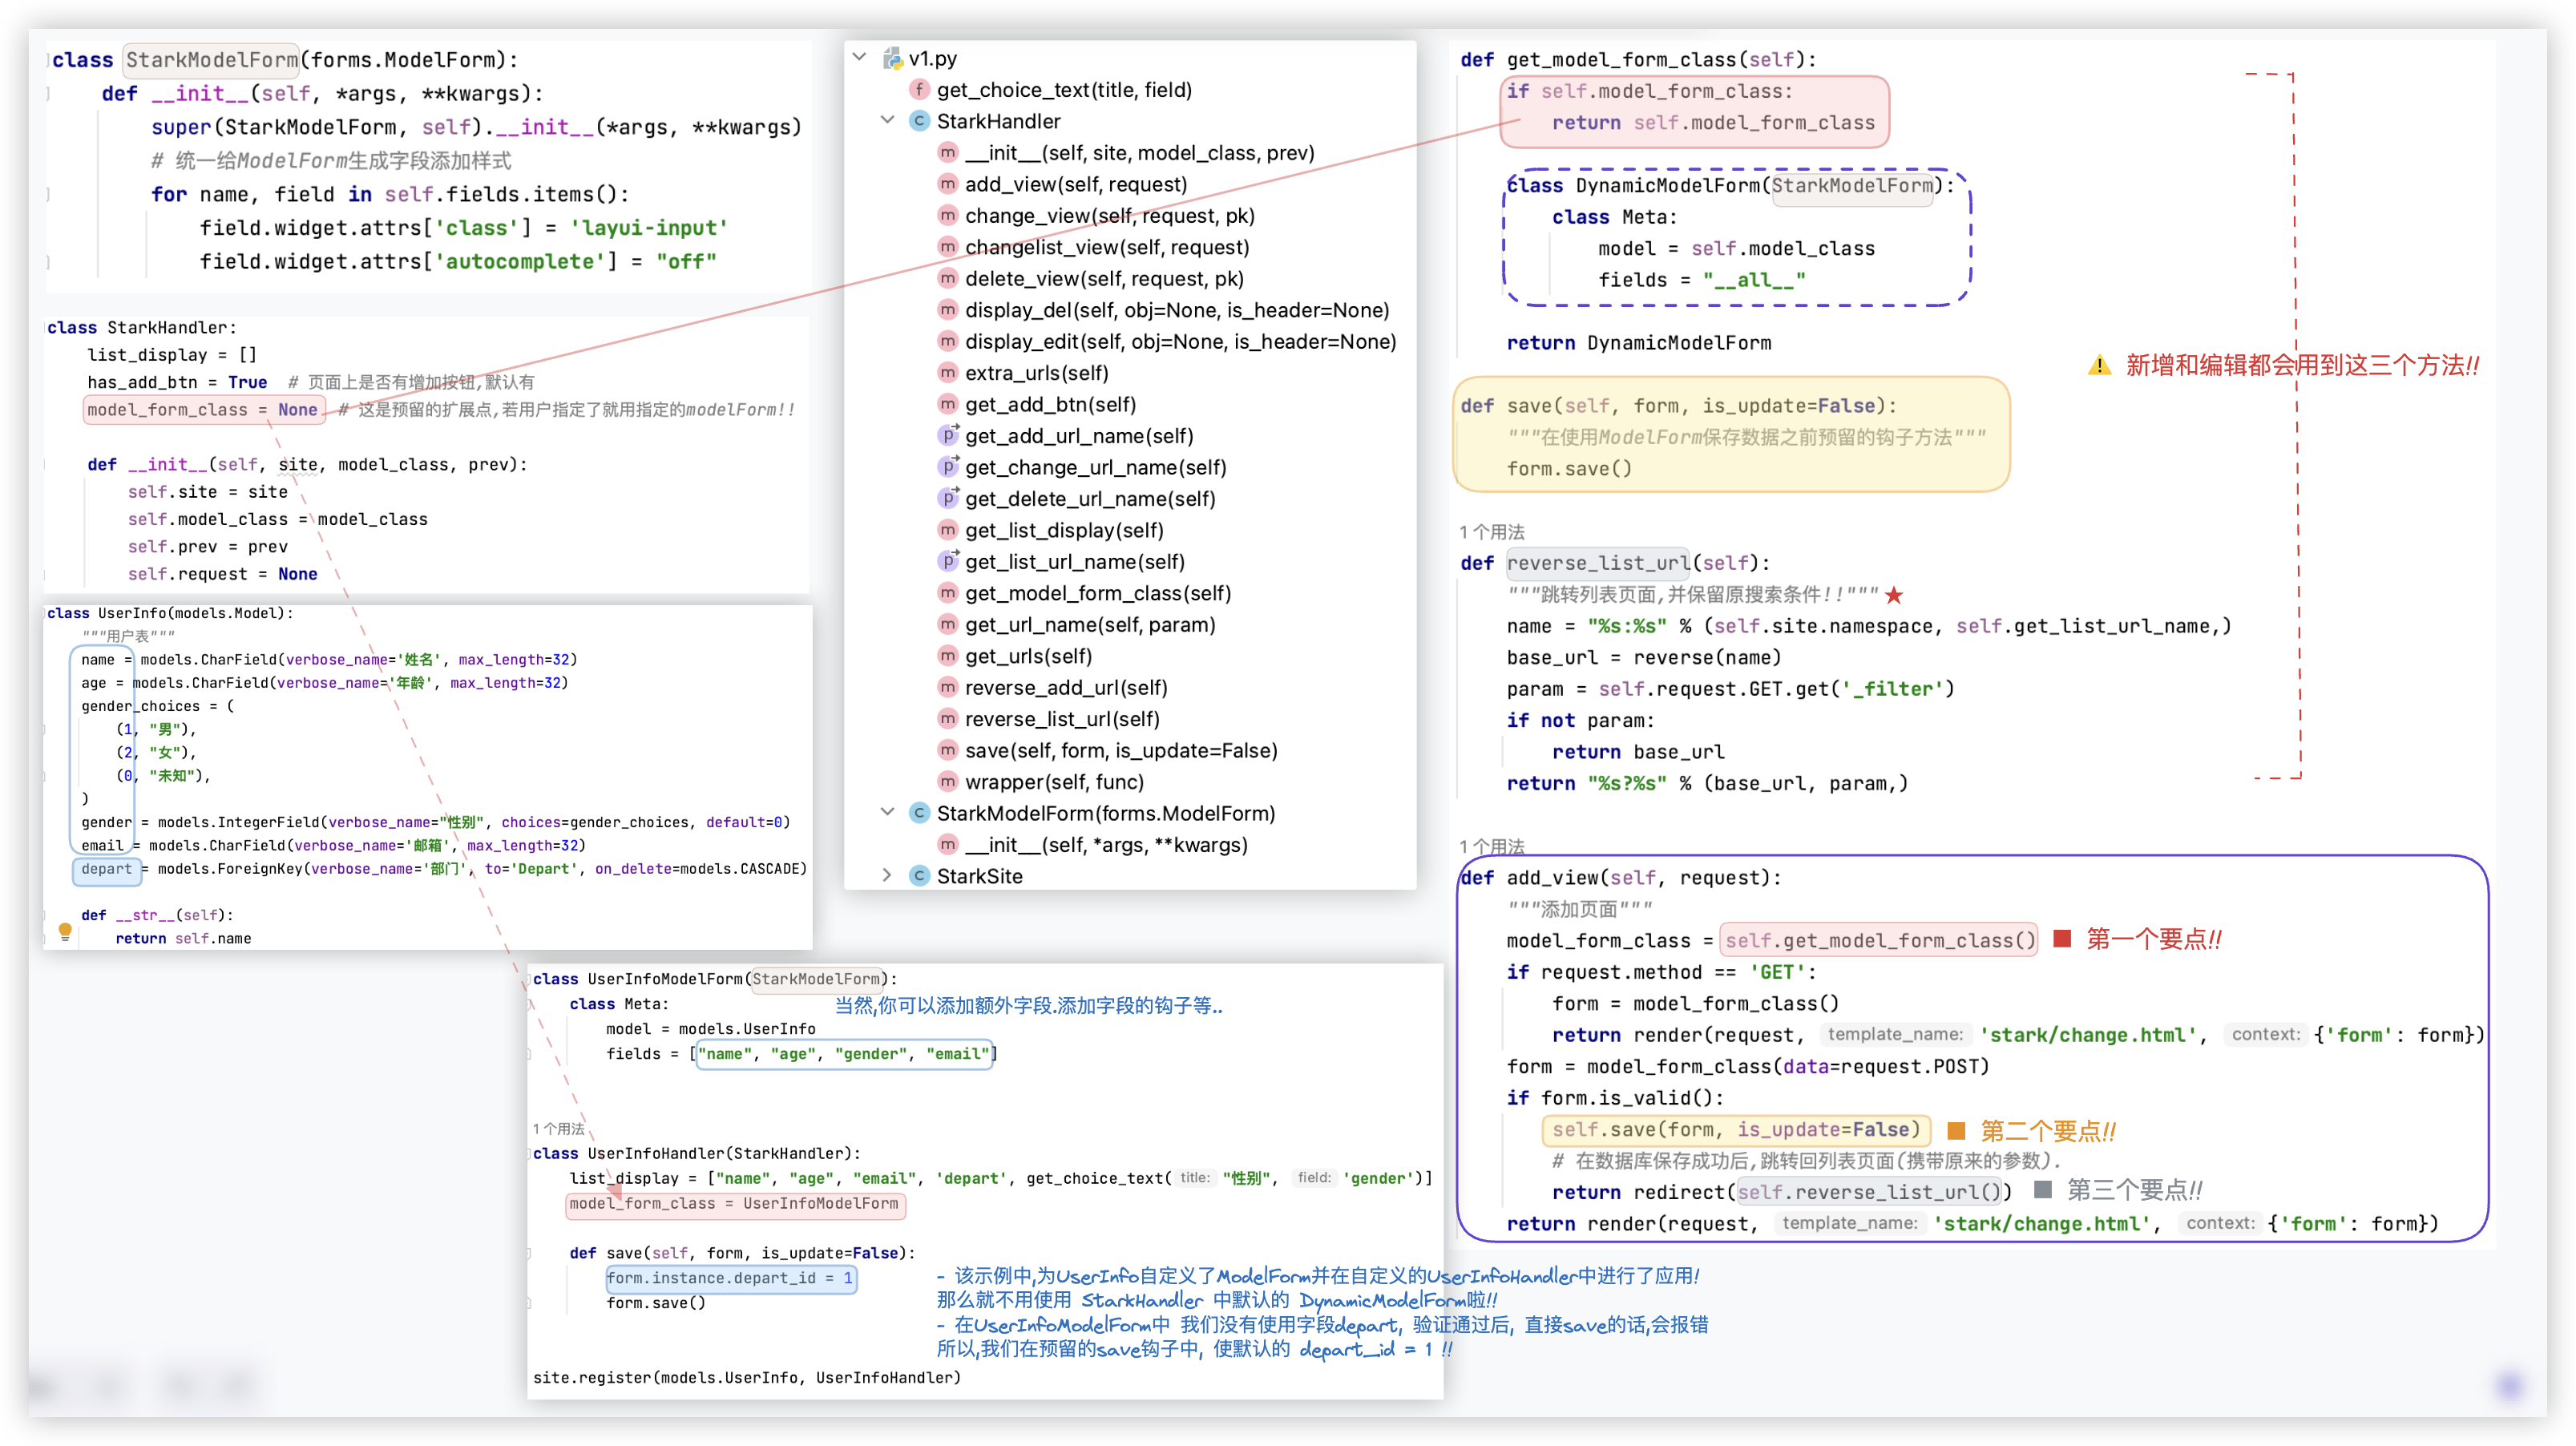 class StarkModelForm(forms.ModelForm):
    def __init__(self, *args, **kwargs):
        super(StarkModelForm, self).__init__(*args, **kwargs)
        # 统一给ModelForm生成字段添加样式
        for name, field in self.fields.items():
            field.widget.attrs['class'] = 'layui-input'
            field.widget.attrs['autocomplete'] = "off"
class StarkHandler:
    list_display = []
    has_add_btn = True  # 页面上是否有增加按钮,默认有
    model_form_class = None  # 这是预留的扩展点,若用户指定了就用指定的modelForm!!
    def __init__(self, site, model_class, prev):
        self.site = site
        self.model_class = model_class
        self.prev = prev
        self.request = None
class UserInfo(models.Model):
    """用户表"""
    name = models.CharField(verbose_name='姓名', max_length=32)
    age = models.CharField(verbose_name='年龄', max_length=32)
    gender_choices = (
        (1, "男"),
        (2, "女"),
        (0, "未知"),
    )
    gender = models.IntegerField(verbose_name="性别", choices=gender_choices, default=0)
    email = models.CharField(verbose_name='邮箱', max_length=32)
    depart = models.ForeignKey(verbose_name='部门', to='Depart', on_delete=models.CASCADE)
    def __str__(self):
        return self.name
v1.py
f get_choice_text(title, field)
C StarkHandler
m __init__(self, site, model_class, prev)
m add_view(self, request)
m change_view(self, request, pk)
m changelist_view(self, request)
m delete_view(self, request, pk)
m display_del(self, obj=None, is_header=None)
m display_edit(self, obj=None, is_header=None)
m extra_urls(self)
m get_add_btn(self)
p get_add_url_name(self)
p get_change_url_name(self)
p get_delete_url_name(self)
m get_list_display(self)
p get_list_url_name(self)
m get_model_form_class(self)
m get_url_name(self, param)
m get_urls(self)
m reverse_add_url(self)
m reverse_list_url(self)
m save(self, form, is_update=False)
m wrapper(self, func)
C StarkModelForm(forms.ModelForm)
m __init__(self, *args, **kwargs)
C StarkSite
class UserInfoModelForm(StarkModelForm):
    class Meta:
当然,你可以添加额外字段.添加字段的钩子等..
        model = models.UserInfo
        fields = ["name", "age", "gender", "email"]
1 个用法
class UserInfoHandler(StarkHandler):
    list_display = ["name", "age", "email", 'depart', get_choice_text( title: "性别", field: 'gender')]
    model_form_class = UserInfoModelForm
    def save(self, form, is_update=False):
        form.instance.depart_id = 1
        form.save()
- 该示例中,为UserInfo自定义了ModelForm并在自定义的UserInfoHandler中进行了应用!
那么就不用使用 StarkHandler 中默认的 DynamicModelForm啦!!
- 在UserInfoModelForm中 我们没有使用字段depart, 验证通过后, 直接save的话,会报错
所以,我们在预留的save钩子中, 使默认的 depart_id = 1 !!
site.register(models.UserInfo, UserInfoHandler)
def get_model_form_class(self):
    if self.model_form_class:
        return self.model_form_class
    class DynamicModelForm(StarkModelForm):
        class Meta:
            model = self.model_class
            fields = "__all__"
    return DynamicModelForm
⚠️ 新增和编辑都会用到这三个方法!!
def save(self, form, is_update=False):
    """在使用ModelForm保存数据之前预留的钩子方法"""
    form.save()
1 个用法
def reverse_list_url(self):
    """跳转列表页面,并保留原搜索条件!!""" ★
    name = "%s:%s" % (self.site.namespace, self.get_list_url_name,)
    base_url = reverse(name)
    param = self.request.GET.get('_filter')
    if not param:
        return base_url
    return "%s?%s" % (base_url, param,)
1 个用法
def add_view(self, request):
    """添加页面"""
    model_form_class = self.get_model_form_class() ■ 第一个要点!!
    if request.method == 'GET':
        form = model_form_class()
        return render(request, template_name: 'stark/change.html', context: {'form': form})
    form = model_form_class(data=request.POST)
    if form.is_valid():
        self.save(form, is_update=False) ■ 第二个要点!!
        # 在数据库保存成功后,跳转回列表页面(携带原来的参数).
        return redirect(self.reverse_list_url()) ■ 第三个要点!!
    return render(request, template_name: 'stark/change.html', context: {'form': form})